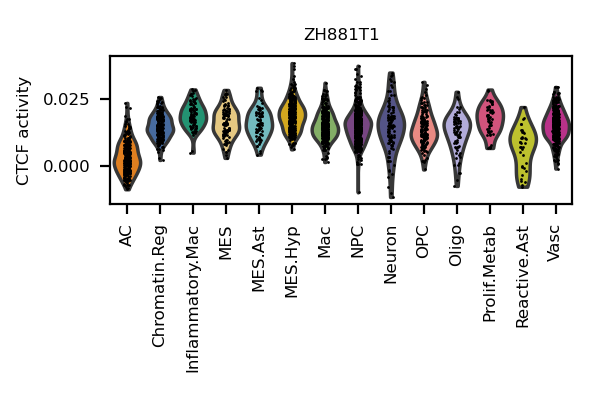 ZH881T1
CTCF activity
0.025
0.000
AC
Chromatin.Reg
Inflammatory.Mac
MES
MES.Ast
MES.Hyp
Mac
NPC
Neuron
OPC
Oligo
Prolif.Metab
Reactive.Ast
Vasc